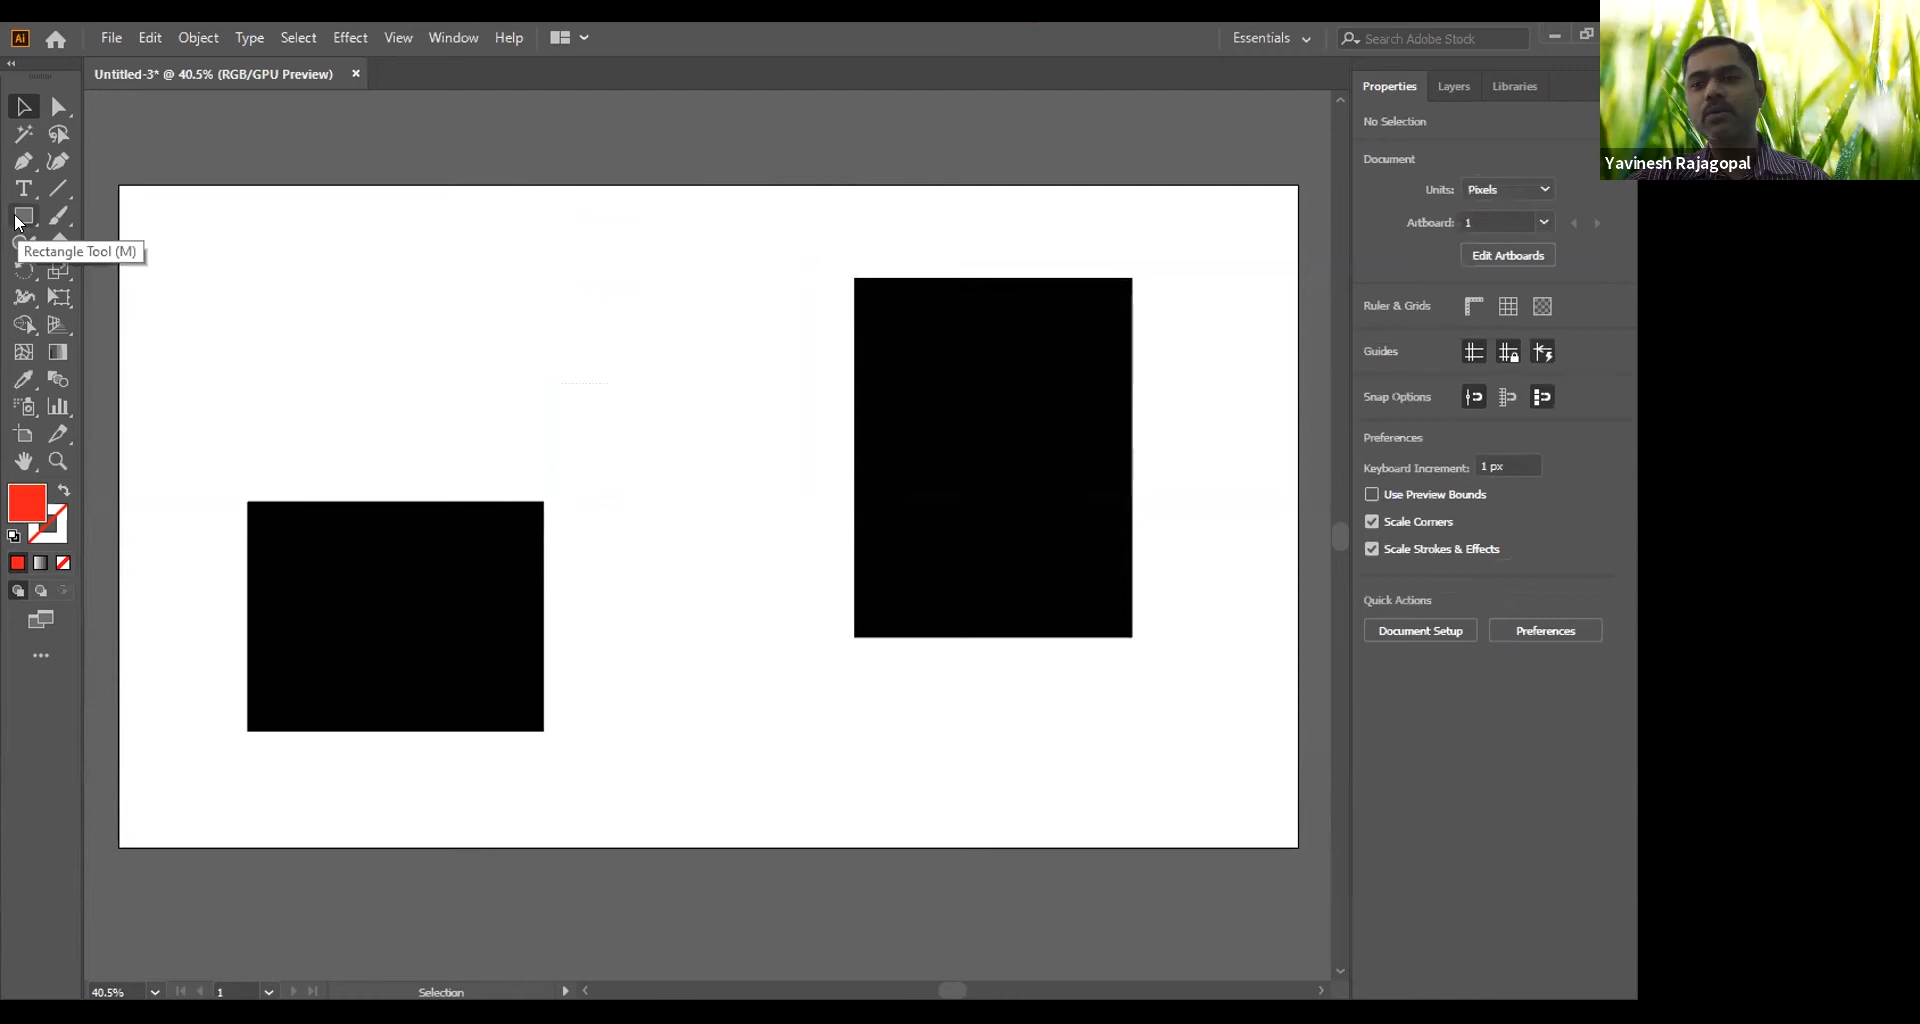 Ai File Edit Object Type Select Effect View Window Help Essentials Search Adobe Stock
Untitled-3* @ 40.5% (RGB/GPU Preview) ×
Yavinesh Rajagopal
Rectangle Tool (M)
Properties Layers Libraries
No Selection
Document
Units: Pixels
Artboard: 1
Edit Artboards
Ruler & Grids
Guides
Snap Options
Preferences
Keyboard Increment: 1 px
Use Preview Bounds
Scale Corners
Scale Strokes & Effects
Quick Actions
Document Setup Preferences
40.5% 1 Selection